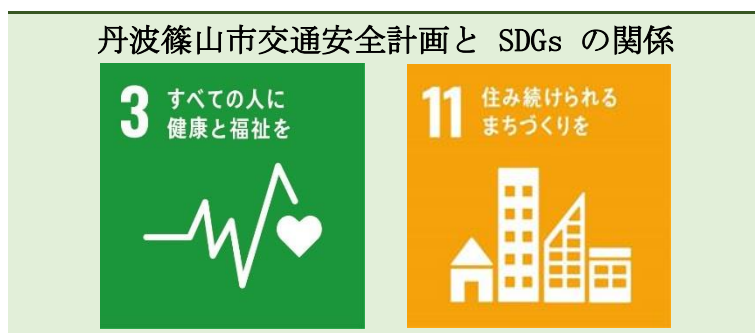 丹波篠山市交通安全計画と SDGs の関係
3 すべての人に
健康と福祉を
11 住み続けられる
まちづくりを